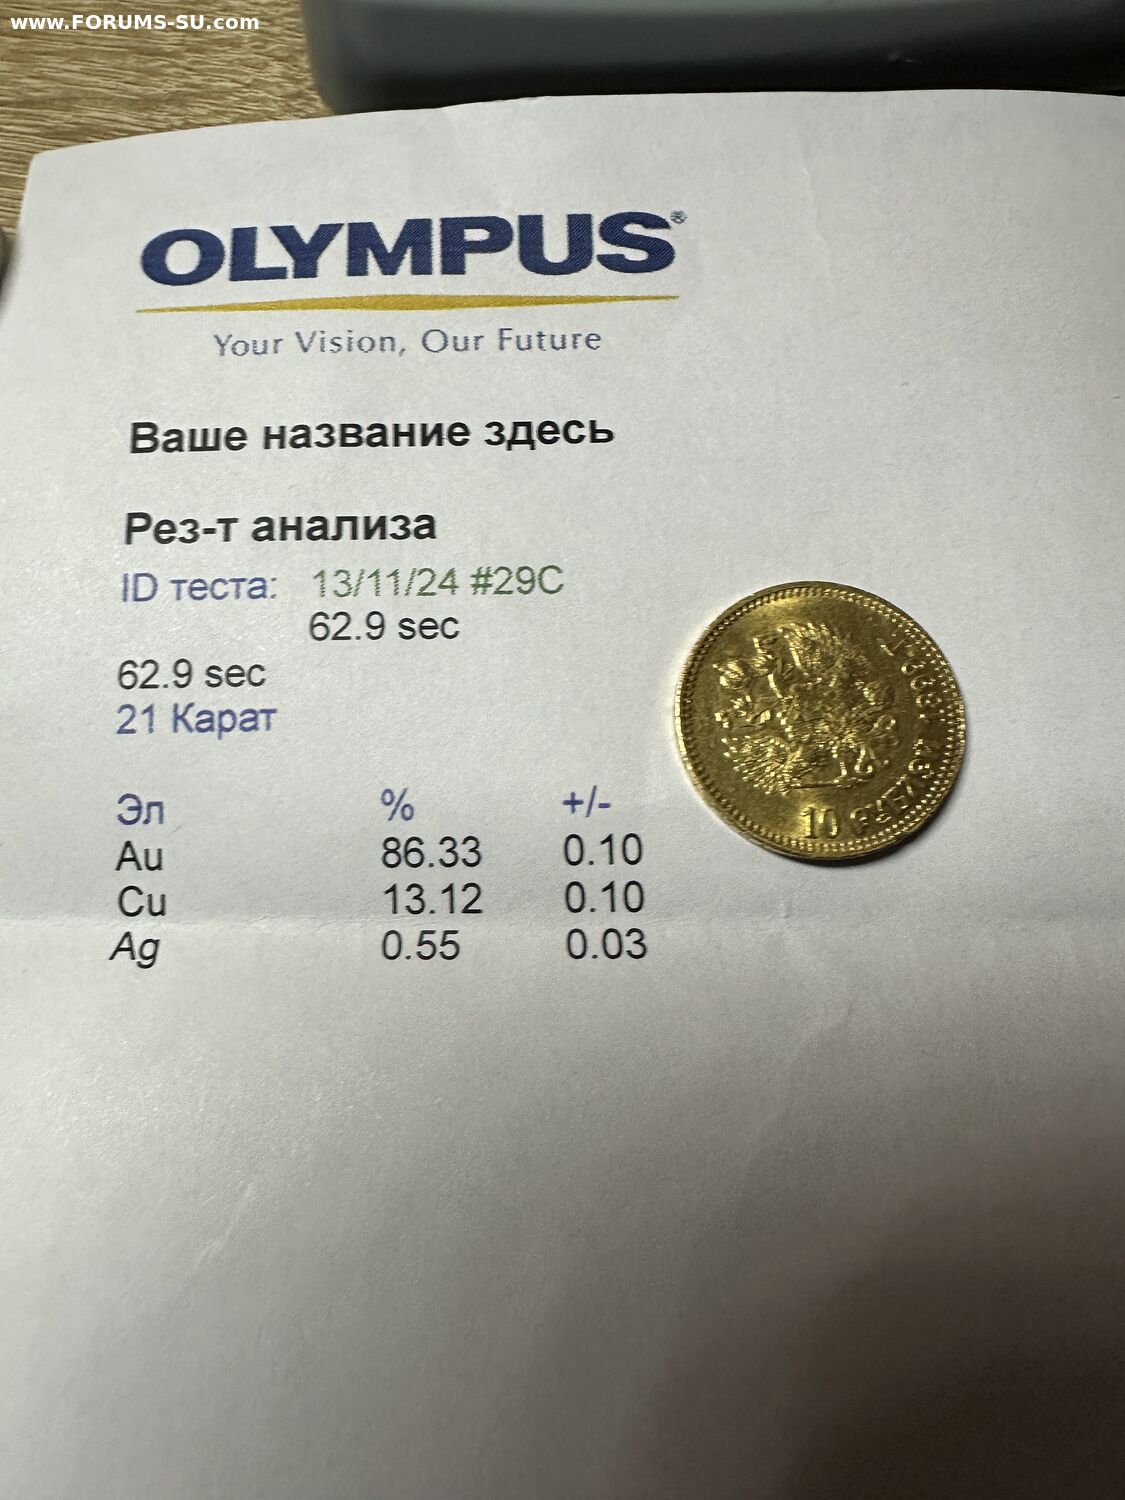 www.FORUMS-SU.com
OLYMPUS®
Your Vision, Our Future
Ваше название здесь
Рез-т анализа
ID теста: 13/11/24 #29C
62.9 sec
62.9 sec
21 Карат
Эл % +/-
Au 86.33 0.10
Cu 13.12 0.10
Ag 0.55 0.03
10 РУБЛЕЙ